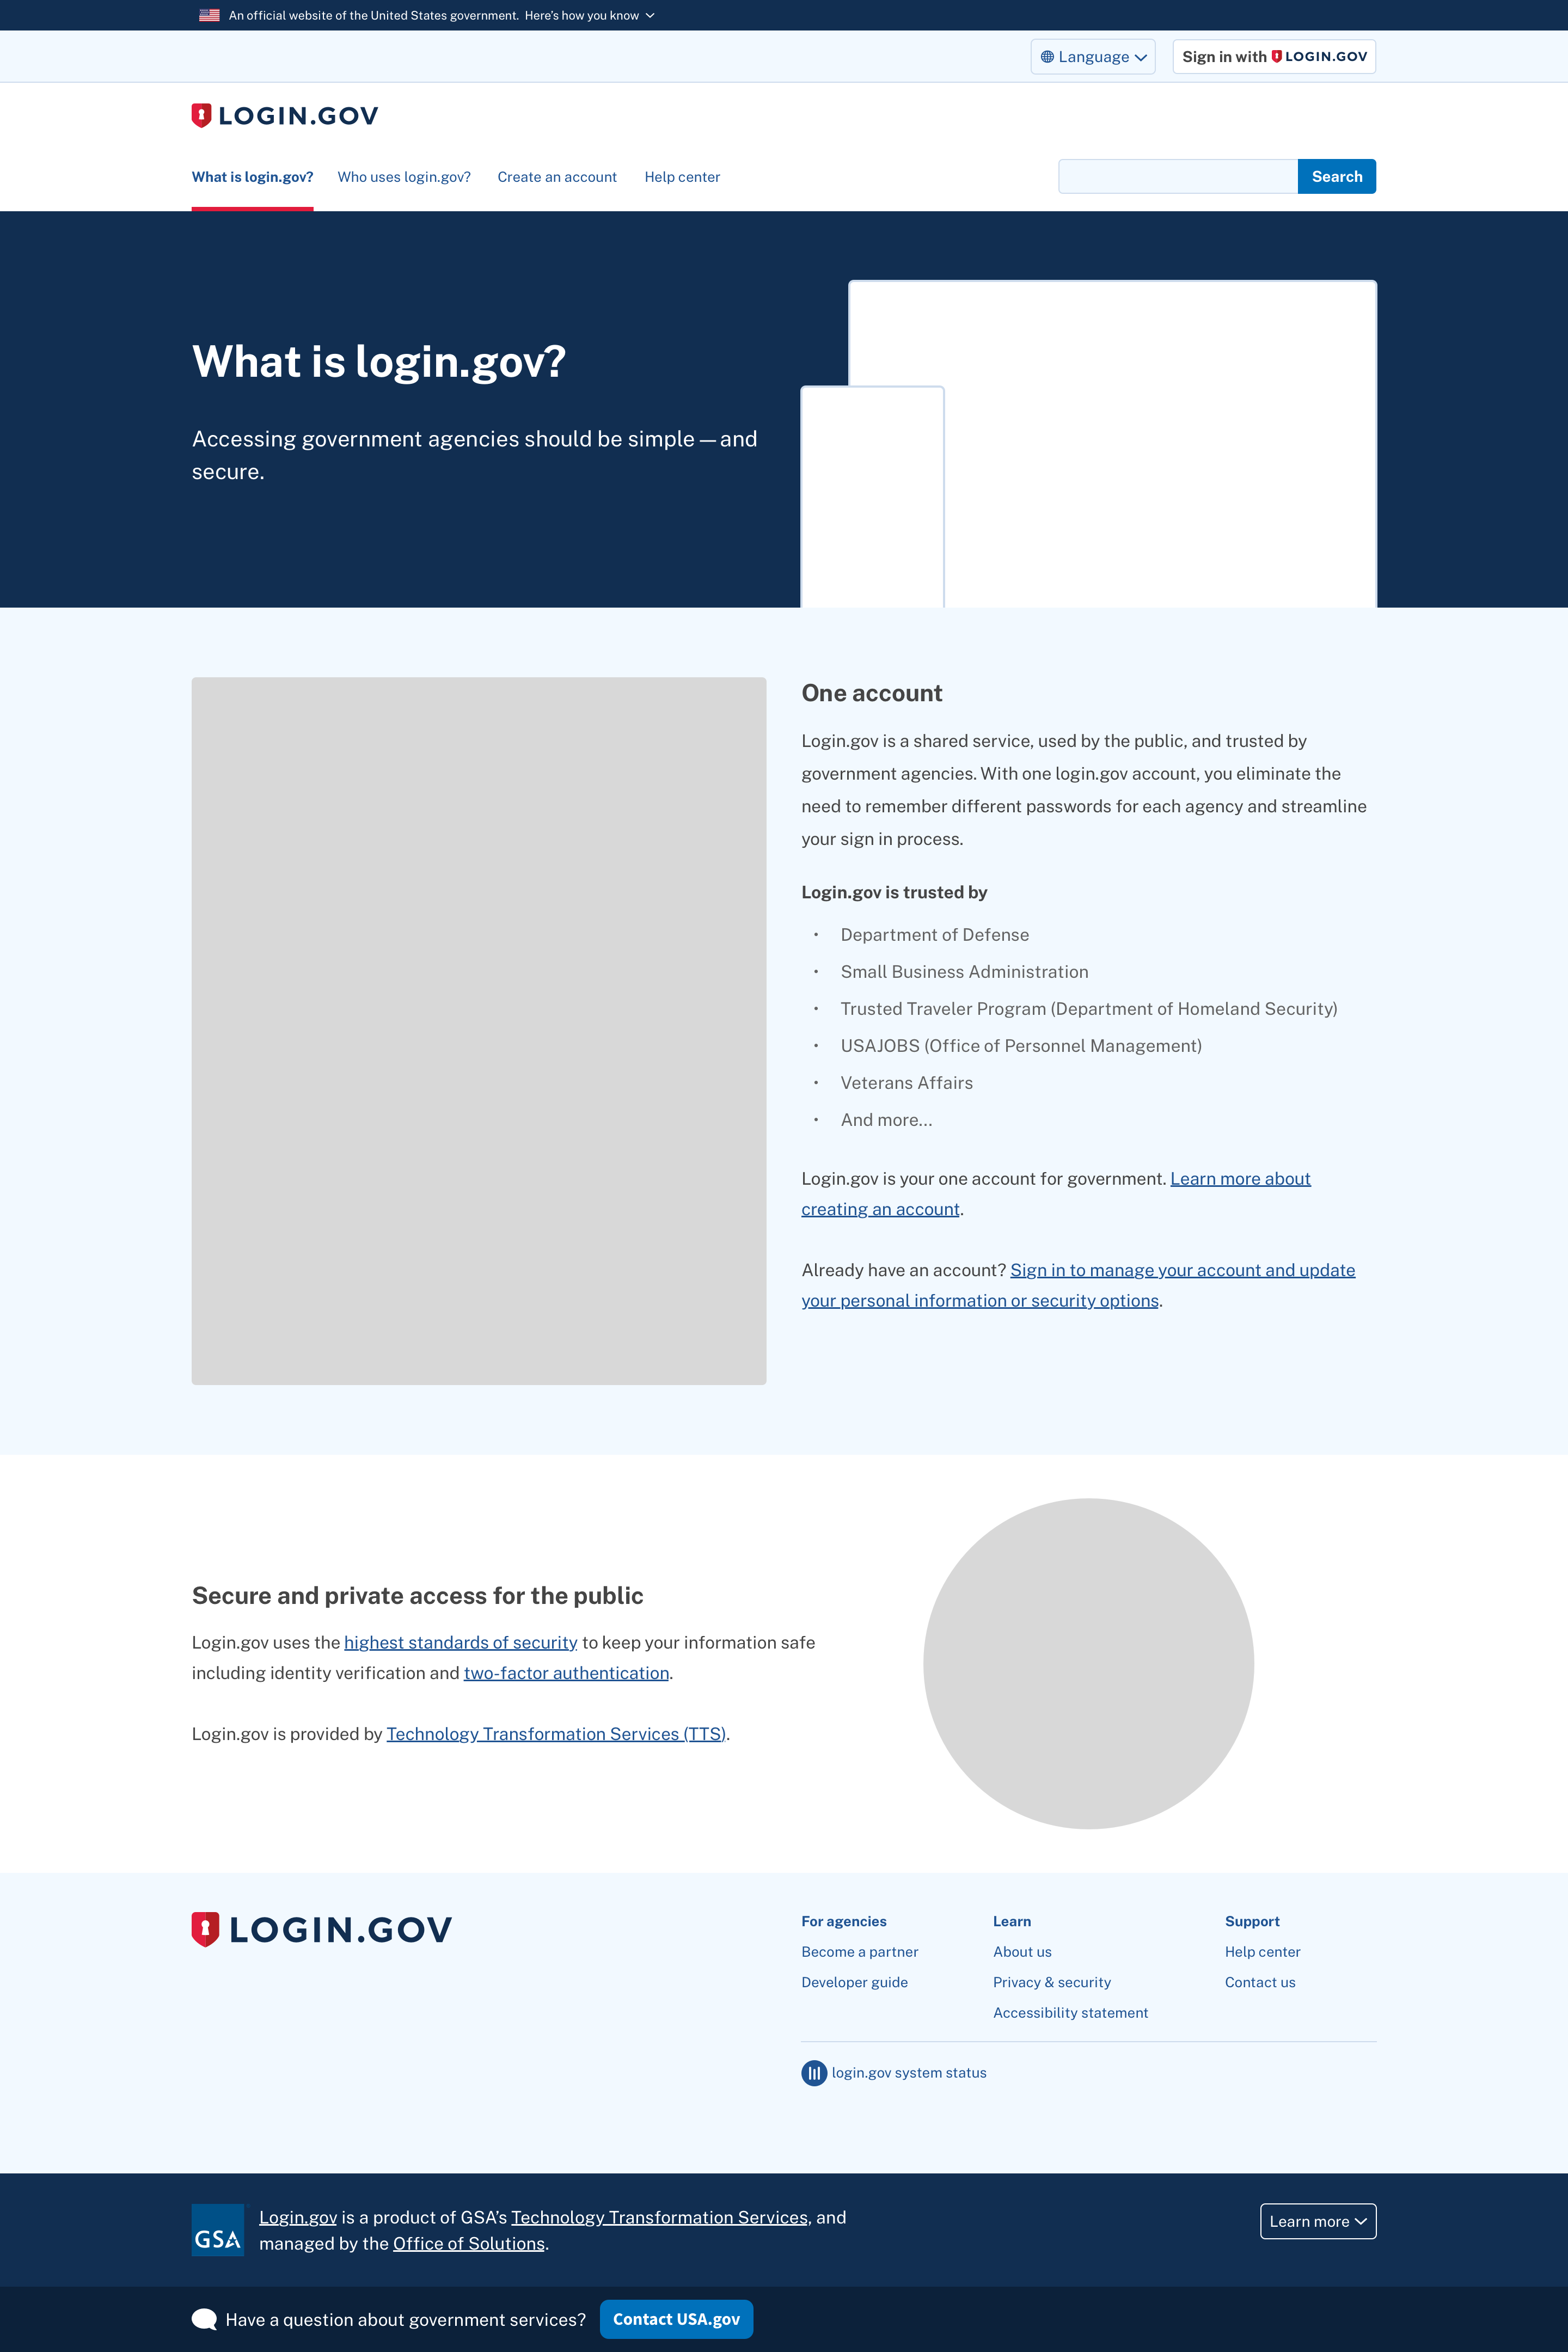 An official website of the United States government. Here's how you know
Language
Sign in with LOGIN.GOV
LOGIN.GOV
What is login.gov?
Who uses login.gov?
Create an account
Help center
Search
What is login.gov?
Accessing government agencies should be simple — and
secure.
One account
Login.gov is a shared service, used by the public, and trusted by
government agencies. With one login.gov account, you eliminate the
need to remember different passwords for each agency and streamline
your sign in process.
Login.gov is trusted by
• Department of Defense
• Small Business Administration
• Trusted Traveler Program (Department of Homeland Security)
• USAJOBS (Office of Personnel Management)
• Veterans Affairs
• And more...
Login.gov is your one account for government. Learn more about
creating an account.
Already have an account? Sign in to manage your account and update
your personal information or security options.
Secure and private access for the public
Login.gov uses the highest standards of security to keep your information safe
including identity verification and two-factor authentication.
Login.gov is provided by Technology Transformation Services (TTS).
LOGIN.GOV
For agencies
Become a partner
Developer guide
Learn
About us
Privacy & security
Accessibility statement
Support
Help center
Contact us
login.gov system status
GSA
Login.gov is a product of GSA’s Technology Transformation Services, and
managed by the Office of Solutions.
Learn more
Have a question about government services?
Contact USA.gov